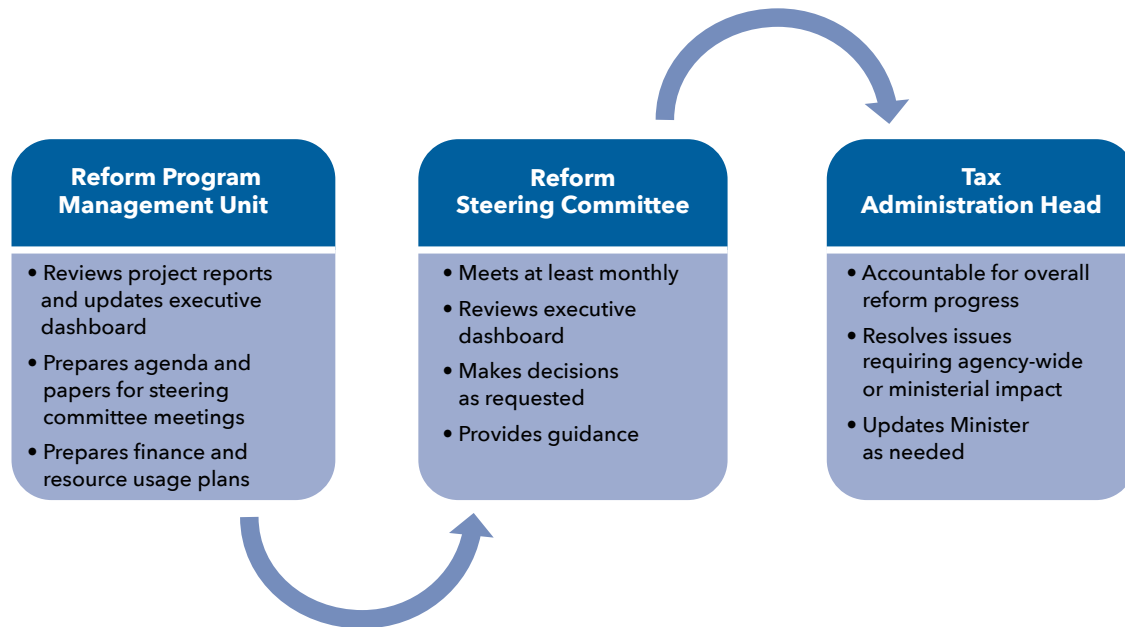 Reform Program
Management Unit
• Reviews project reports
and updates executive
dashboard
• Prepares agenda and
papers for steering
committee meetings
• Prepares finance and
resource usage plans
Reform
Steering Committee
• Meets at least monthly
• Reviews executive
dashboard
• Makes decisions
as requested
• Provides guidance
Tax
Administration Head
• Accountable for overall
reform progress
• Resolves issues
requiring agency-wide
or ministerial impact
• Updates Minister
as needed